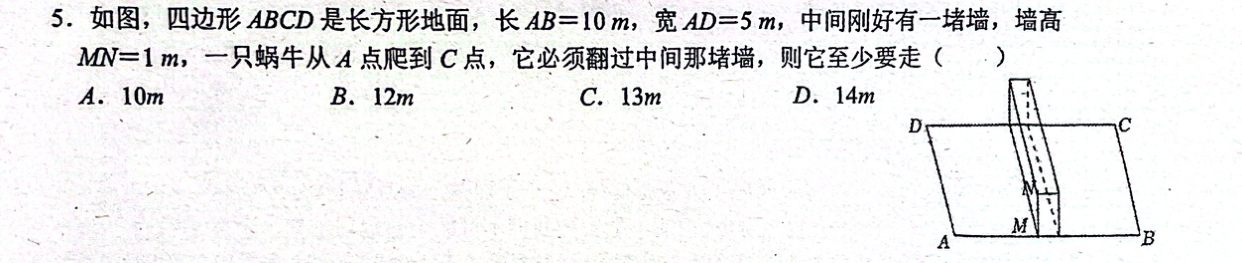 5. 如图，四边形 ABCD 是长方形地面，长 AB=10 m，宽 AD=5 m，中间刚好有一堵墙，墙高
MN=1 m，一只蜗牛从 A 点爬到 C 点，它必须翻过中间那堵墙，则它至少要走（ ）
A. 10m B. 12m C. 13m D. 14m
D C
N
A M B